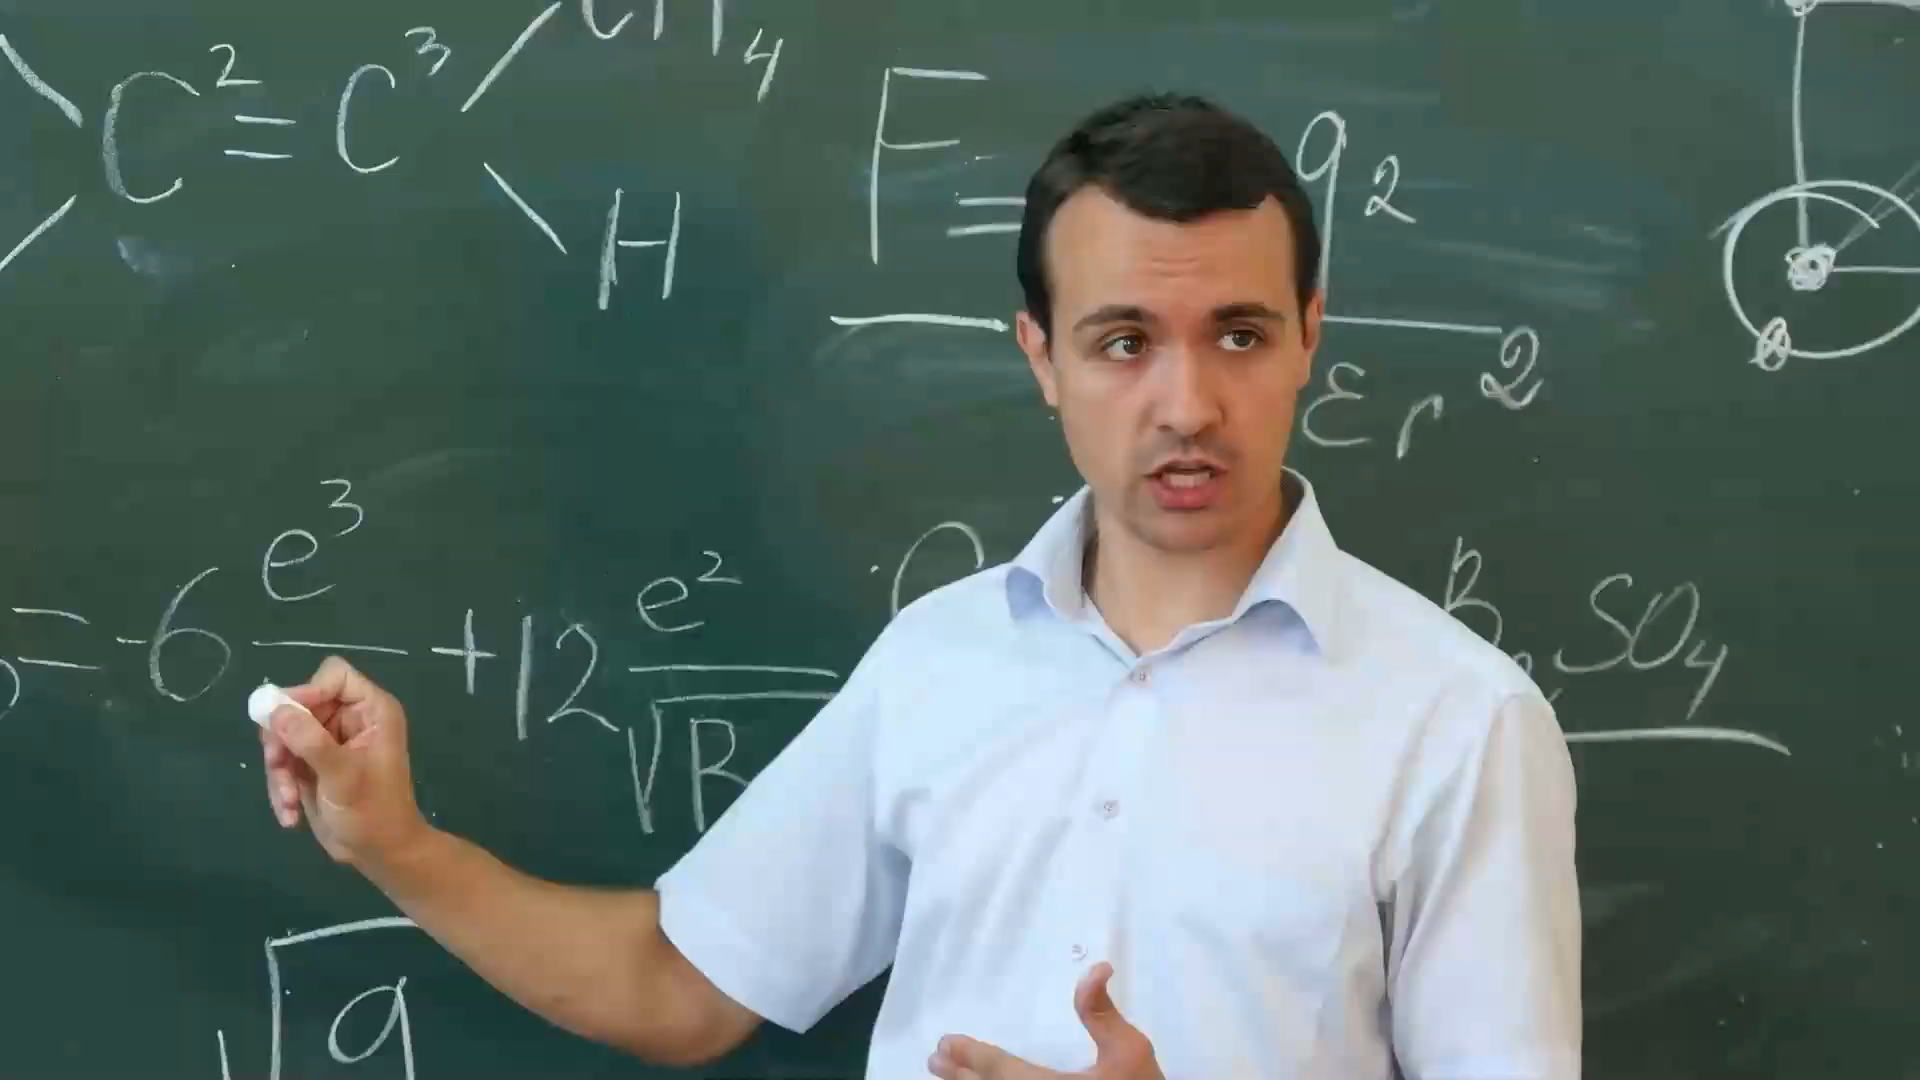 C² = C³ CH₄
H
F = q₂
εr²
= -6 e³ + 12 e²
√B
SO₄
√q